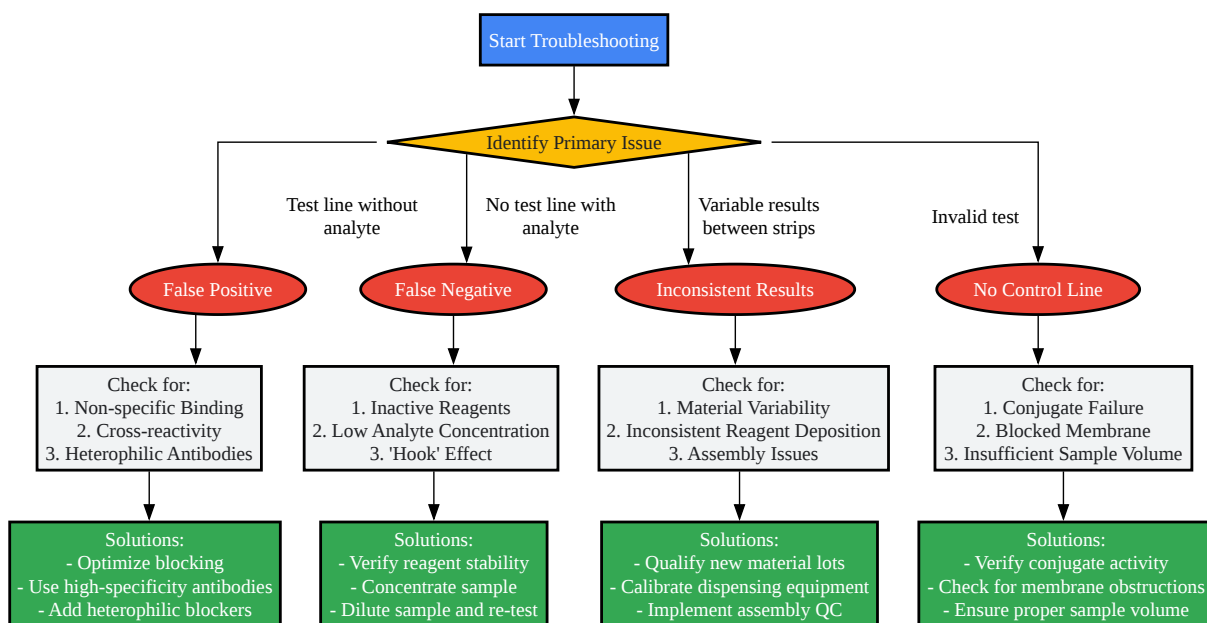 Start Troubleshooting
Identify Primary Issue
Test line without
analyte
No test line with
analyte
Variable results
between strips
Invalid test
False Positive
False Negative
Inconsistent Results
No Control Line
Check for:
1. Non-specific Binding
2. Cross-reactivity
3. Heterophilic Antibodies
Check for:
1. Inactive Reagents
2. Low Analyte Concentration
3. 'Hook' Effect
Check for:
1. Material Variability
2. Inconsistent Reagent Deposition
3. Assembly Issues
Check for:
1. Conjugate Failure
2. Blocked Membrane
3. Insufficient Sample Volume
Solutions:
- Optimize blocking
- Use high-specificity antibodies
- Add heterophilic blockers
Solutions:
- Verify reagent stability
- Concentrate sample
- Dilute sample and re-test
Solutions:
- Qualify new material lots
- Calibrate dispensing equipment
- Implement assembly QC
Solutions:
- Verify conjugate activity
- Check for membrane obstructions
- Ensure proper sample volume